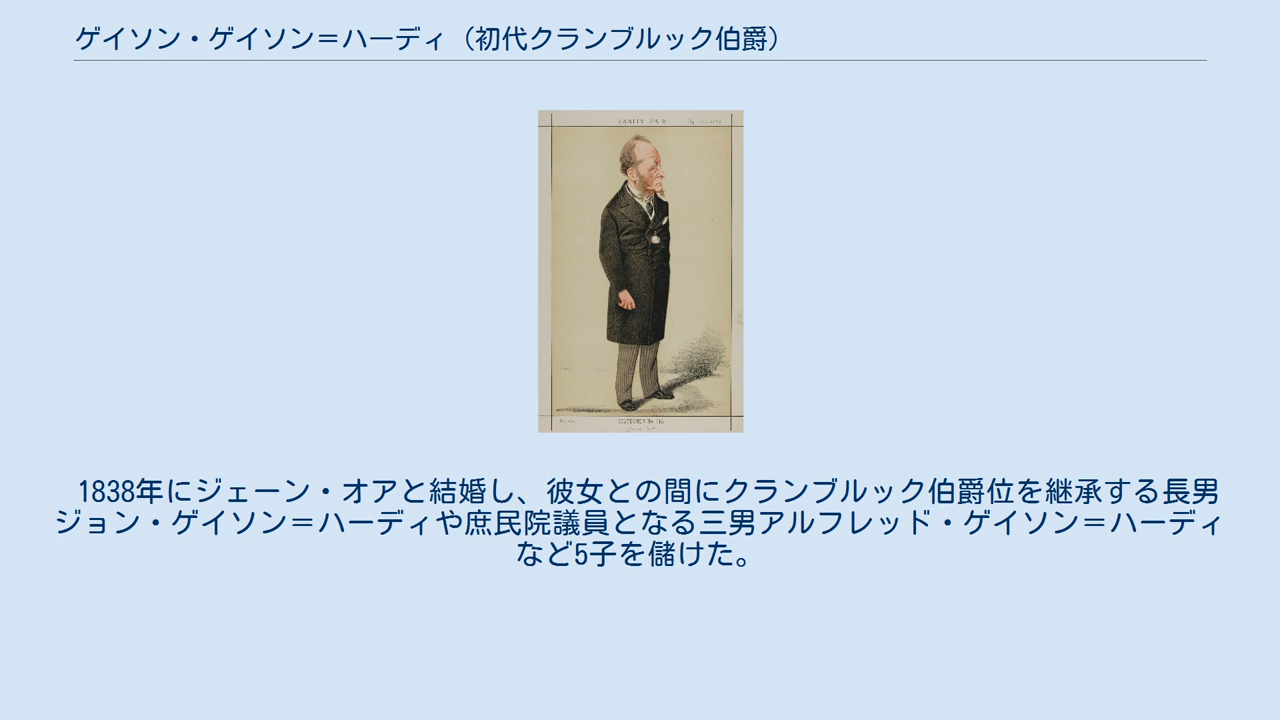 ゲイソン・ゲイソン＝ハーディ（初代クランブルック伯爵）
VANITY FAIR
1838年にジェーン・オアと結婚し、彼女との間にクランブルック伯爵位を継承する長男
ジョン・ゲイソン＝ハーディや庶民院議員となる三男アルフレッド・ゲイソン＝ハーディ
など5子を儲けた。